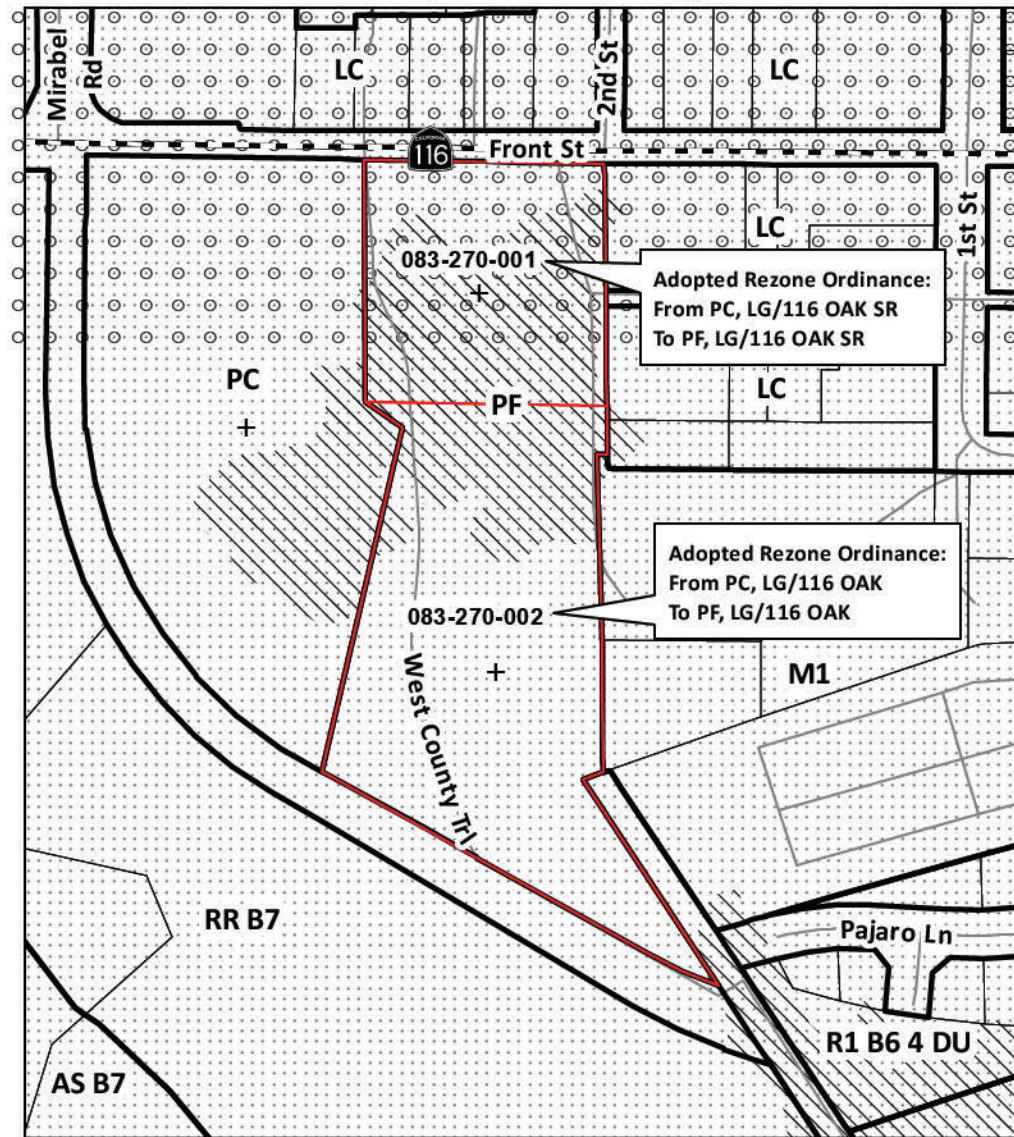 Mirabel
Rd
LC
2nd St
LC
CALIFORNIA
116
Front St
1st St
LC
083-270-001
Adopted Rezone Ordinance:
From PC, LG/116 OAK SR
To PF, LG/116 OAK SR
PC
LC
PF
Adopted Rezone Ordinance:
From PC, LG/116 OAK
To PF, LG/116 OAK
083-270-002
M1
West County Trl
RR B7
Pajaro Ln
R1 B6 4 DU
AS B7